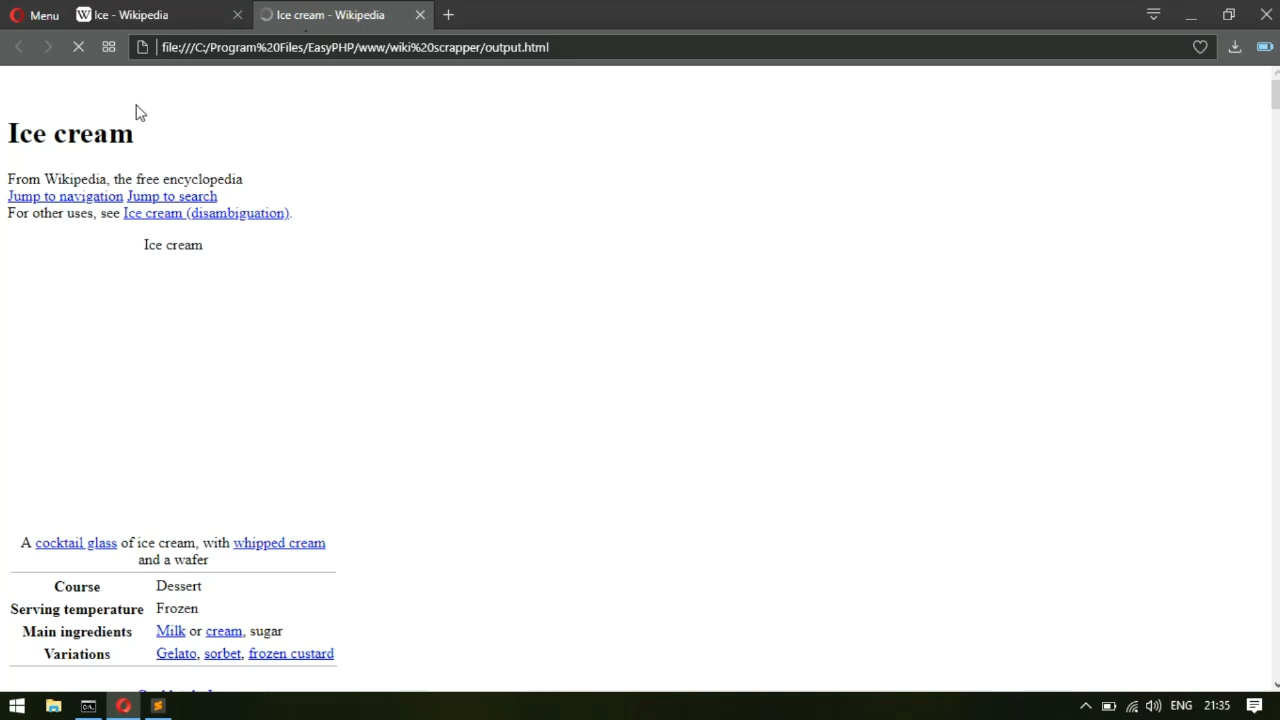 Menu
Ice - Wikipedia
Ice cream - Wikipedia
file:///C:/Program%20Files/EasyPHP/www/wiki%20scrapper/output.html
Ice cream
From Wikipedia, the free encyclopedia
Jump to navigation Jump to search
For other uses, see Ice cream (disambiguation).
Ice cream
A cocktail glass of ice cream, with whipped cream
and a wafer
Course Dessert
Serving temperature Frozen
Main ingredients Milk or cream, sugar
Variations Gelato, sorbet, frozen custard
ENG 21:35